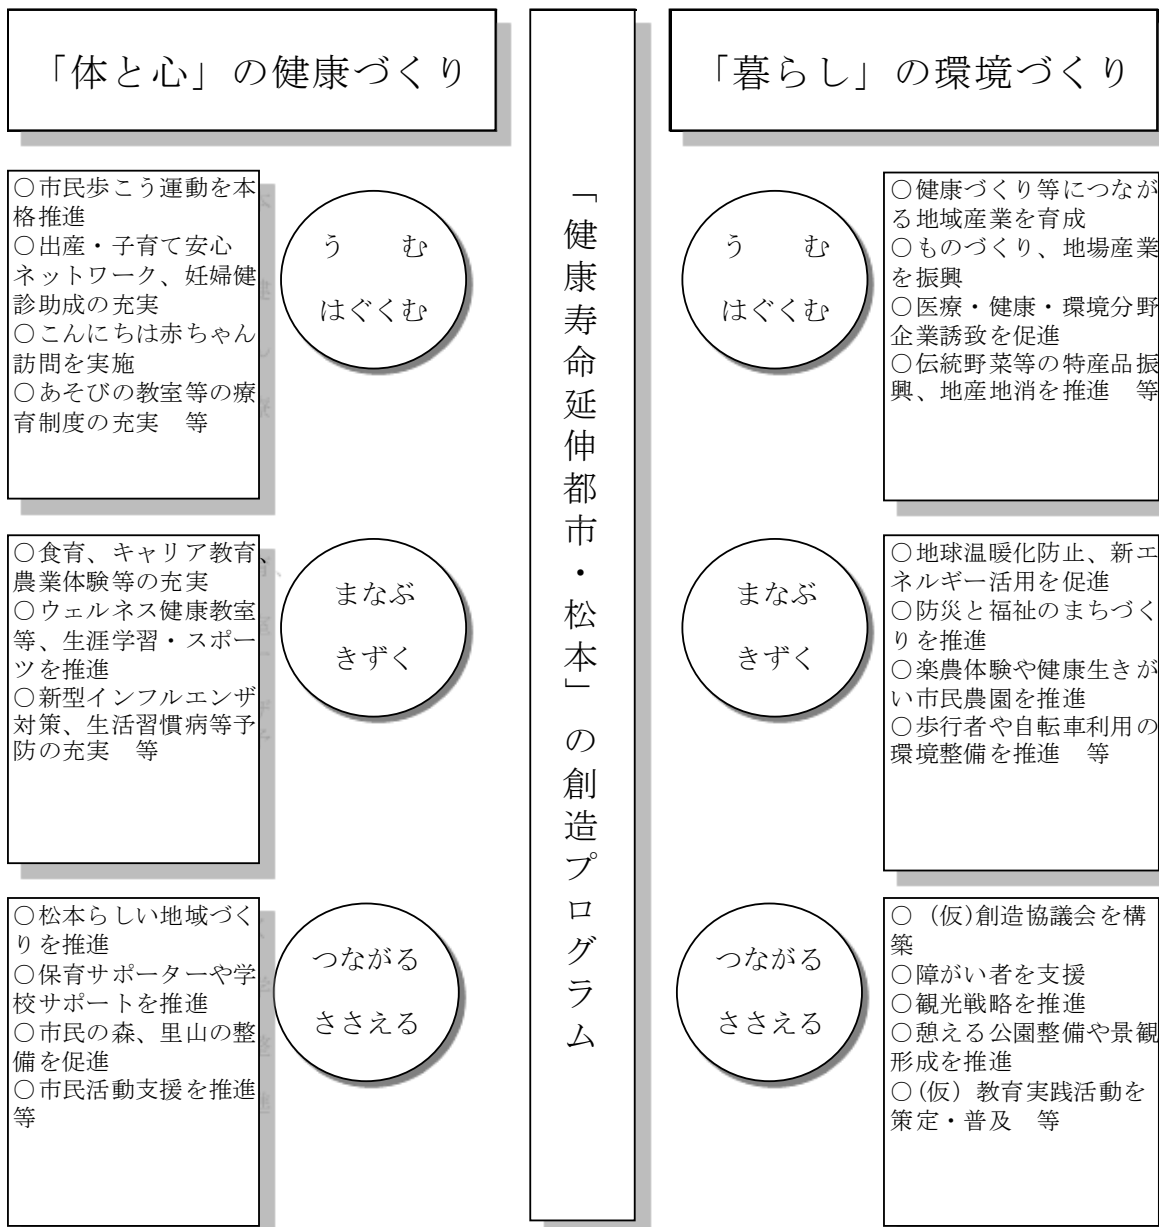 「体と心」の健康づくり
○市民歩こう運動を本
格推進
○出産・子育て安心
ネットワーク、妊婦健
診助成の充実
○こんにちは赤ちゃん
訪問を実施
○あそびの教室等の療
育制度の充実　等
う　む
はぐくむ
○食育、キャリア教育、
農業体験等の充実
○ウェルネス健康教室
等、生涯学習・スポー
ツを推進
○新型インフルエンザ
対策、生活習慣病等予
防の充実　等
まなぶ
きずく
○松本らしい地域づく
りを推進
○保育サポーターや学
校サポートを推進
○市民の森、里山の整
備を促進
○市民活動支援を推進
等
つながる
ささえる
「健康寿命延伸都市・松本」の創造プログラム
「暮らし」の環境づくり
う　む
はぐくむ
○健康づくり等につなが
る地域産業を育成
○ものづくり、地場産業
を振興
○医療・健康・環境分野
企業誘致を促進
○伝統野菜等の特産品振
興、地産地消を推進　等
まなぶ
きずく
○地球温暖化防止、新エ
ネルギー活用を促進
○防災と福祉のまちづく
りを推進
○楽農体験や健康生きが
い市民農園を推進
○歩行者や自転車利用の
環境整備を推進　等
つながる
ささえる
○（仮）創造協議会を構
築
○障がい者を支援
○観光戦略を推進
○憩える公園整備や景観
形成を推進
○（仮）教育実践活動を
策定・普及　等